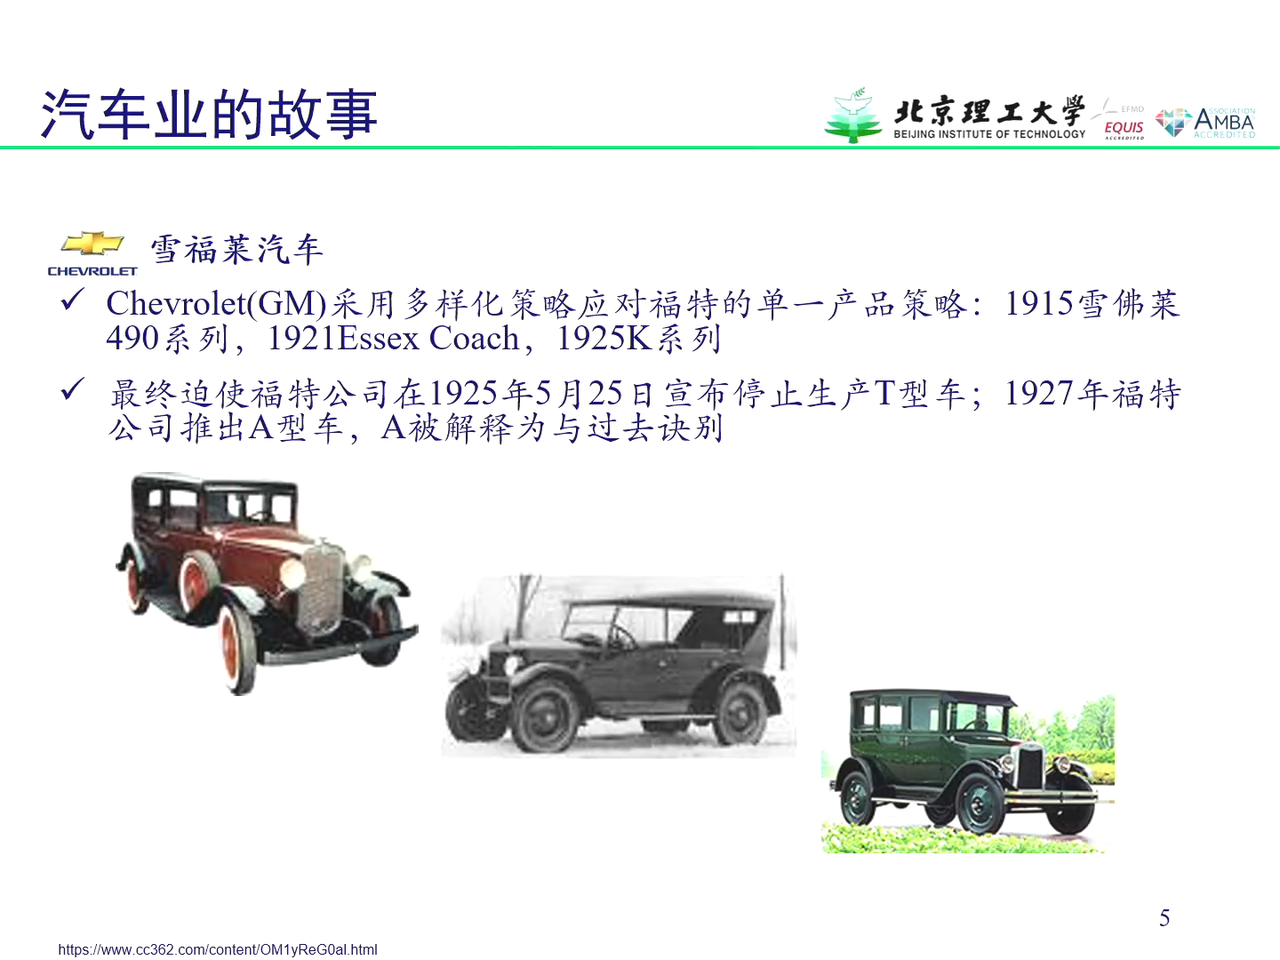 汽车业的故事
北京理工大学
BEIJING INSTITUTE OF TECHNOLOGY
EFMD
EQUIS
ACCREDITED
ASSOCIATION
AMBA
ACCREDITED
CHEVROLET
雪福莱汽车
✓ Chevrolet(GM)采用多样化策略应对福特的单一产品策略：1915雪佛莱
490系列，1921Essex Coach，1925K系列
✓ 最终迫使福特公司在1925年5月25日宣布停止生产T型车；1927年福特
公司推出A型车，A被解释为与过去诀别
5
https://www.cc362.com/content/OM1yReG0al.html